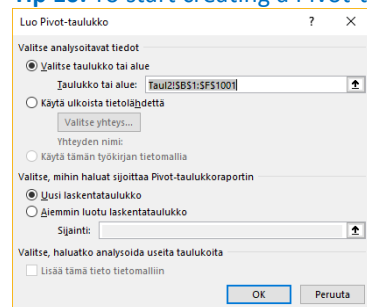 Luo Pivot-taulukko ? ×
Valitse analysoitavat tiedot
Valitse taulukko tai alue
Taulukko tai alue: Taul2!$B$1:$F$1001
Käytä ulkoista tietolähdettä
Valitse yhteys...
Yhteyden nimi:
Käytä tämän työkirjan tietomallia
Valitse, mihin haluat sijoittaa Pivot-taulukkoraportin
Uusi laskentataulukko
Aiemmin luotu laskentataulukko
Sijainti:
Valitse, haluatko analysoida useita taulukoita
Lisää tämä tieto tietomalliin
OK Peruuta